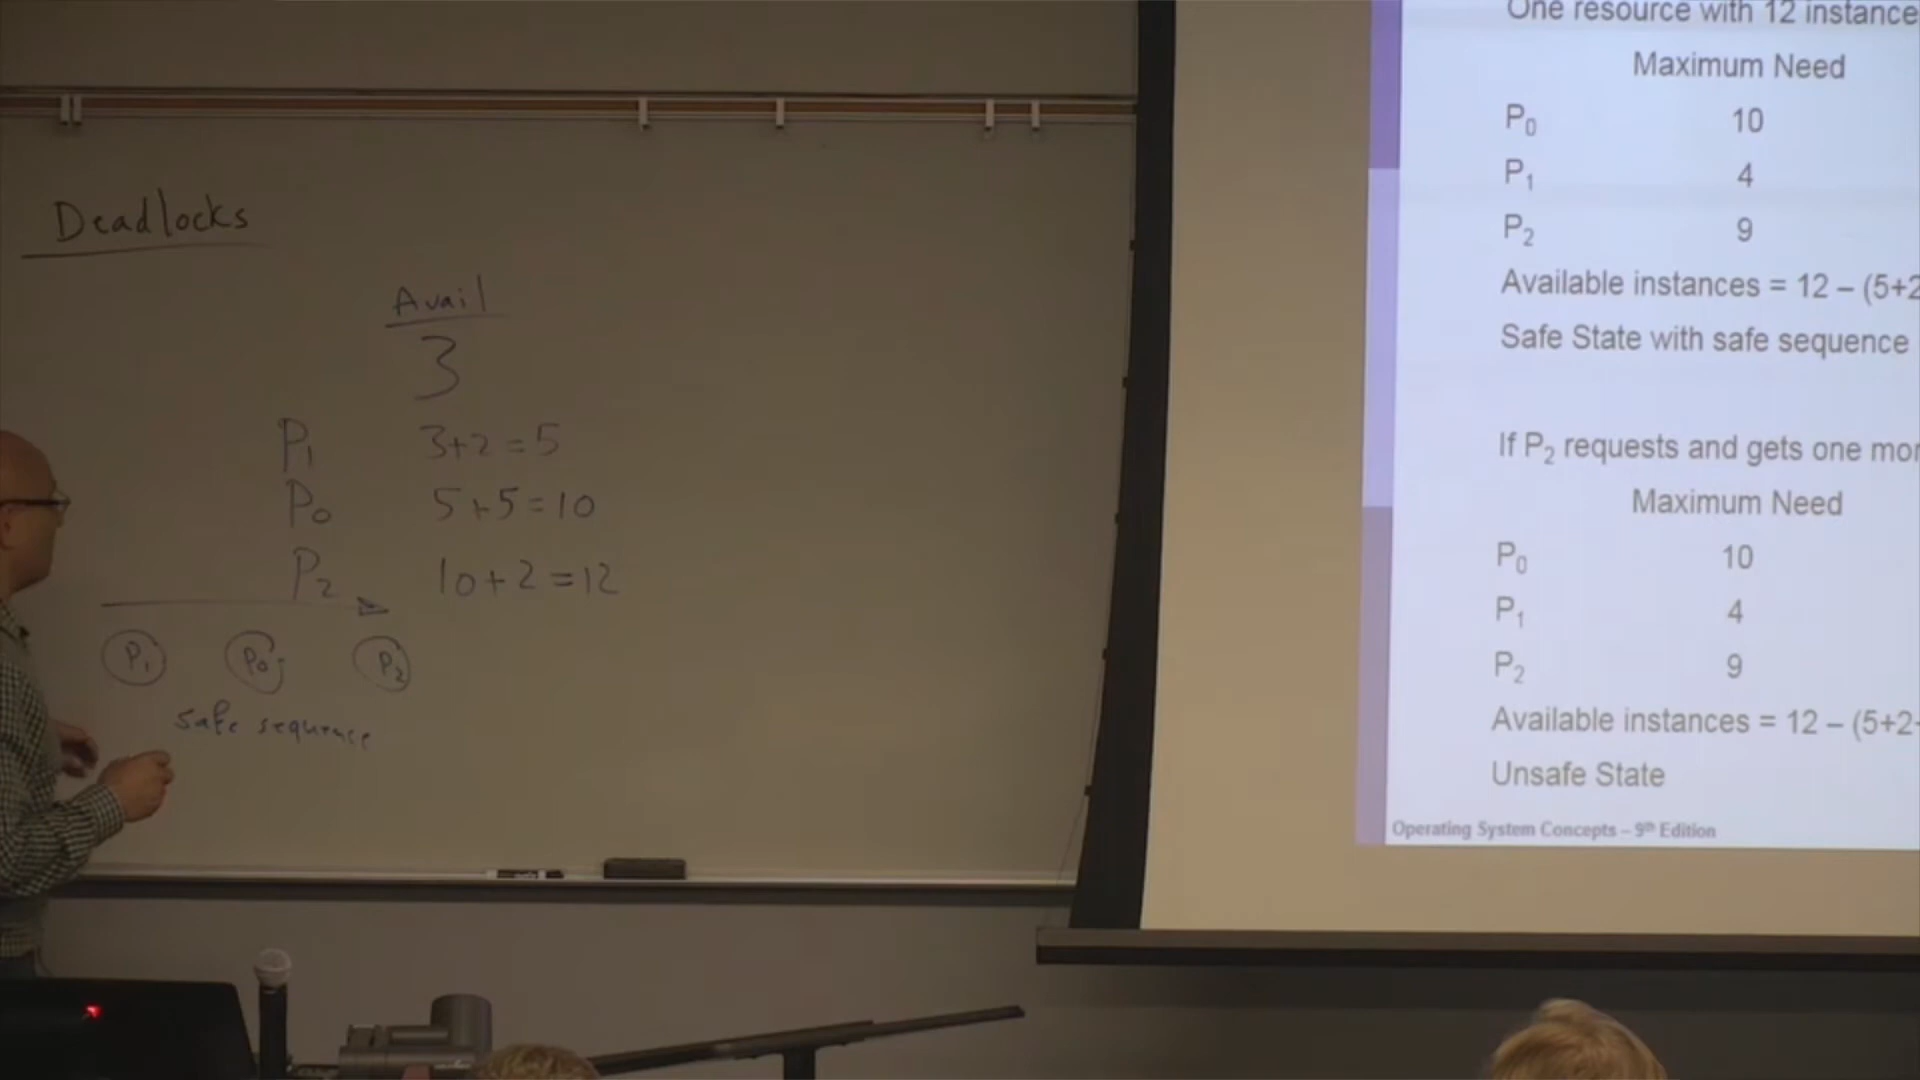 Deadlocks
Avail
3
P1 3+2=5
P0 5+5=10
P2 10+2=12
P1 P0 P2
safe sequence
One resource with 12 instance
Maximum Need
P0 10
P1 4
P2 9
Available instances = 12 – (5+2
Safe State with safe sequence
If P2 requests and gets one mor
Maximum Need
P0 10
P1 4
P2 9
Available instances = 12 – (5+2+
Unsafe State
Operating System Concepts – 9th Edition